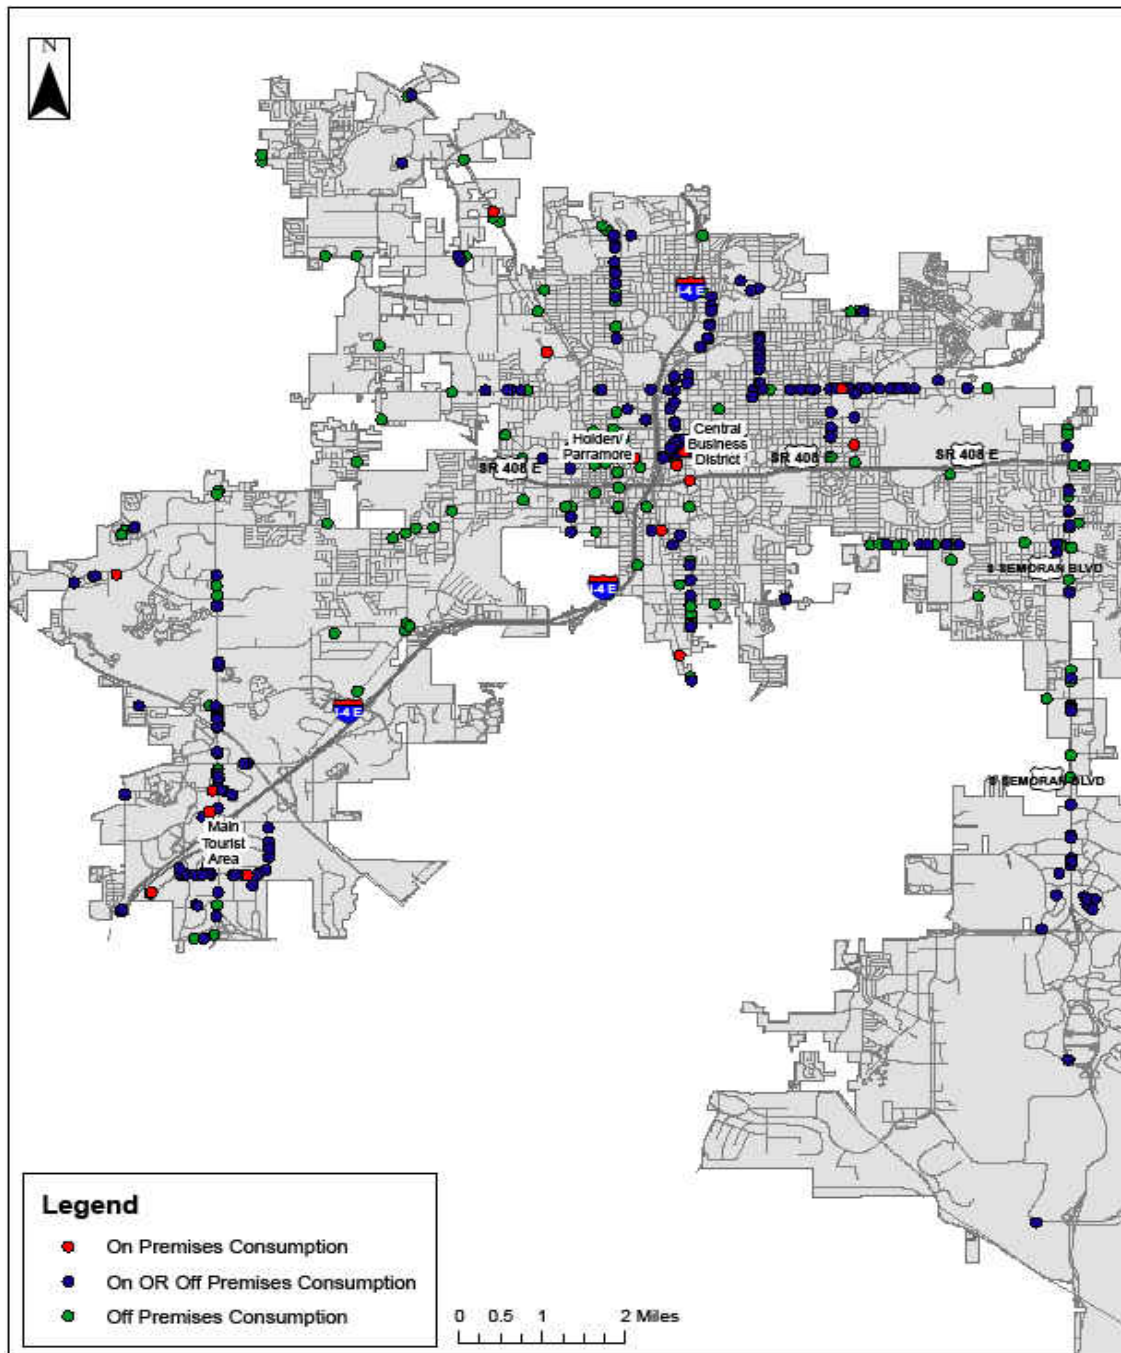 N
I-4 E
Holden/
Parramore
Central
Business
District
SR 408 E
SR 408 E
SR 408 E
S SEMORAN BLVD
I-4 E
I-4 E
S SEMORAN BLVD
Main
Tourist
Area
Legend
On Premises Consumption
On OR Off Premises Consumption
Off Premises Consumption
0 0.5 1 2 Miles